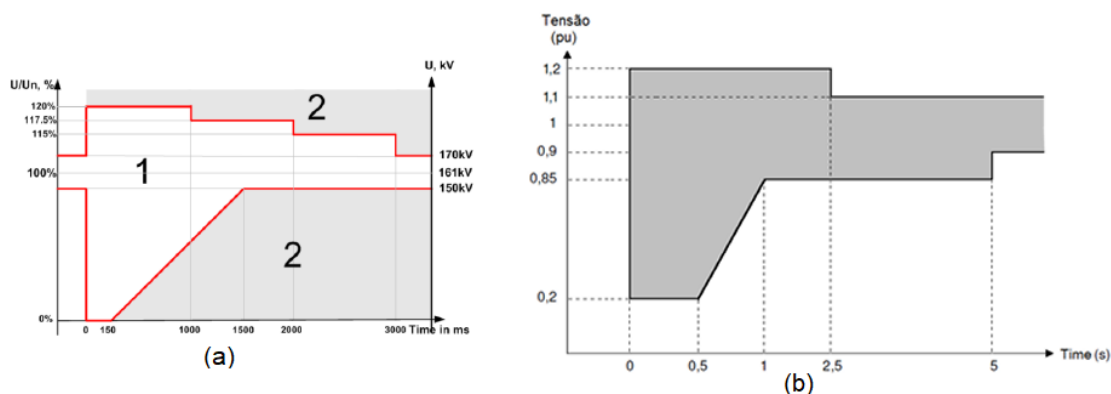 U, kV
U/Un, %
120%
117.5%
115%
100%
0%
170kV
161kV
150kV
1
2
2
0 150 1000 1500 2000 3000 Time in ms
(a)
Tensão
(pu)
1,2
1,1
1
0,9
0,85
0,2
0 0,5 1 2,5 5
Time (s)
(b)